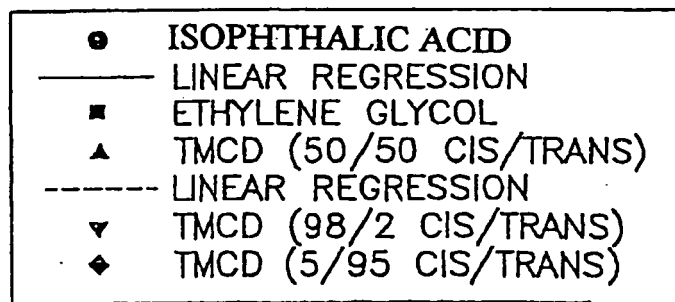 ISOPHTHALIC ACID
LINEAR REGRESSION
ETHYLENE GLYCOL
TMCD (50/50 CIS/TRANS)
LINEAR REGRESSION
TMCD (98/2 CIS/TRANS)
TMCD (5/95 CIS/TRANS)